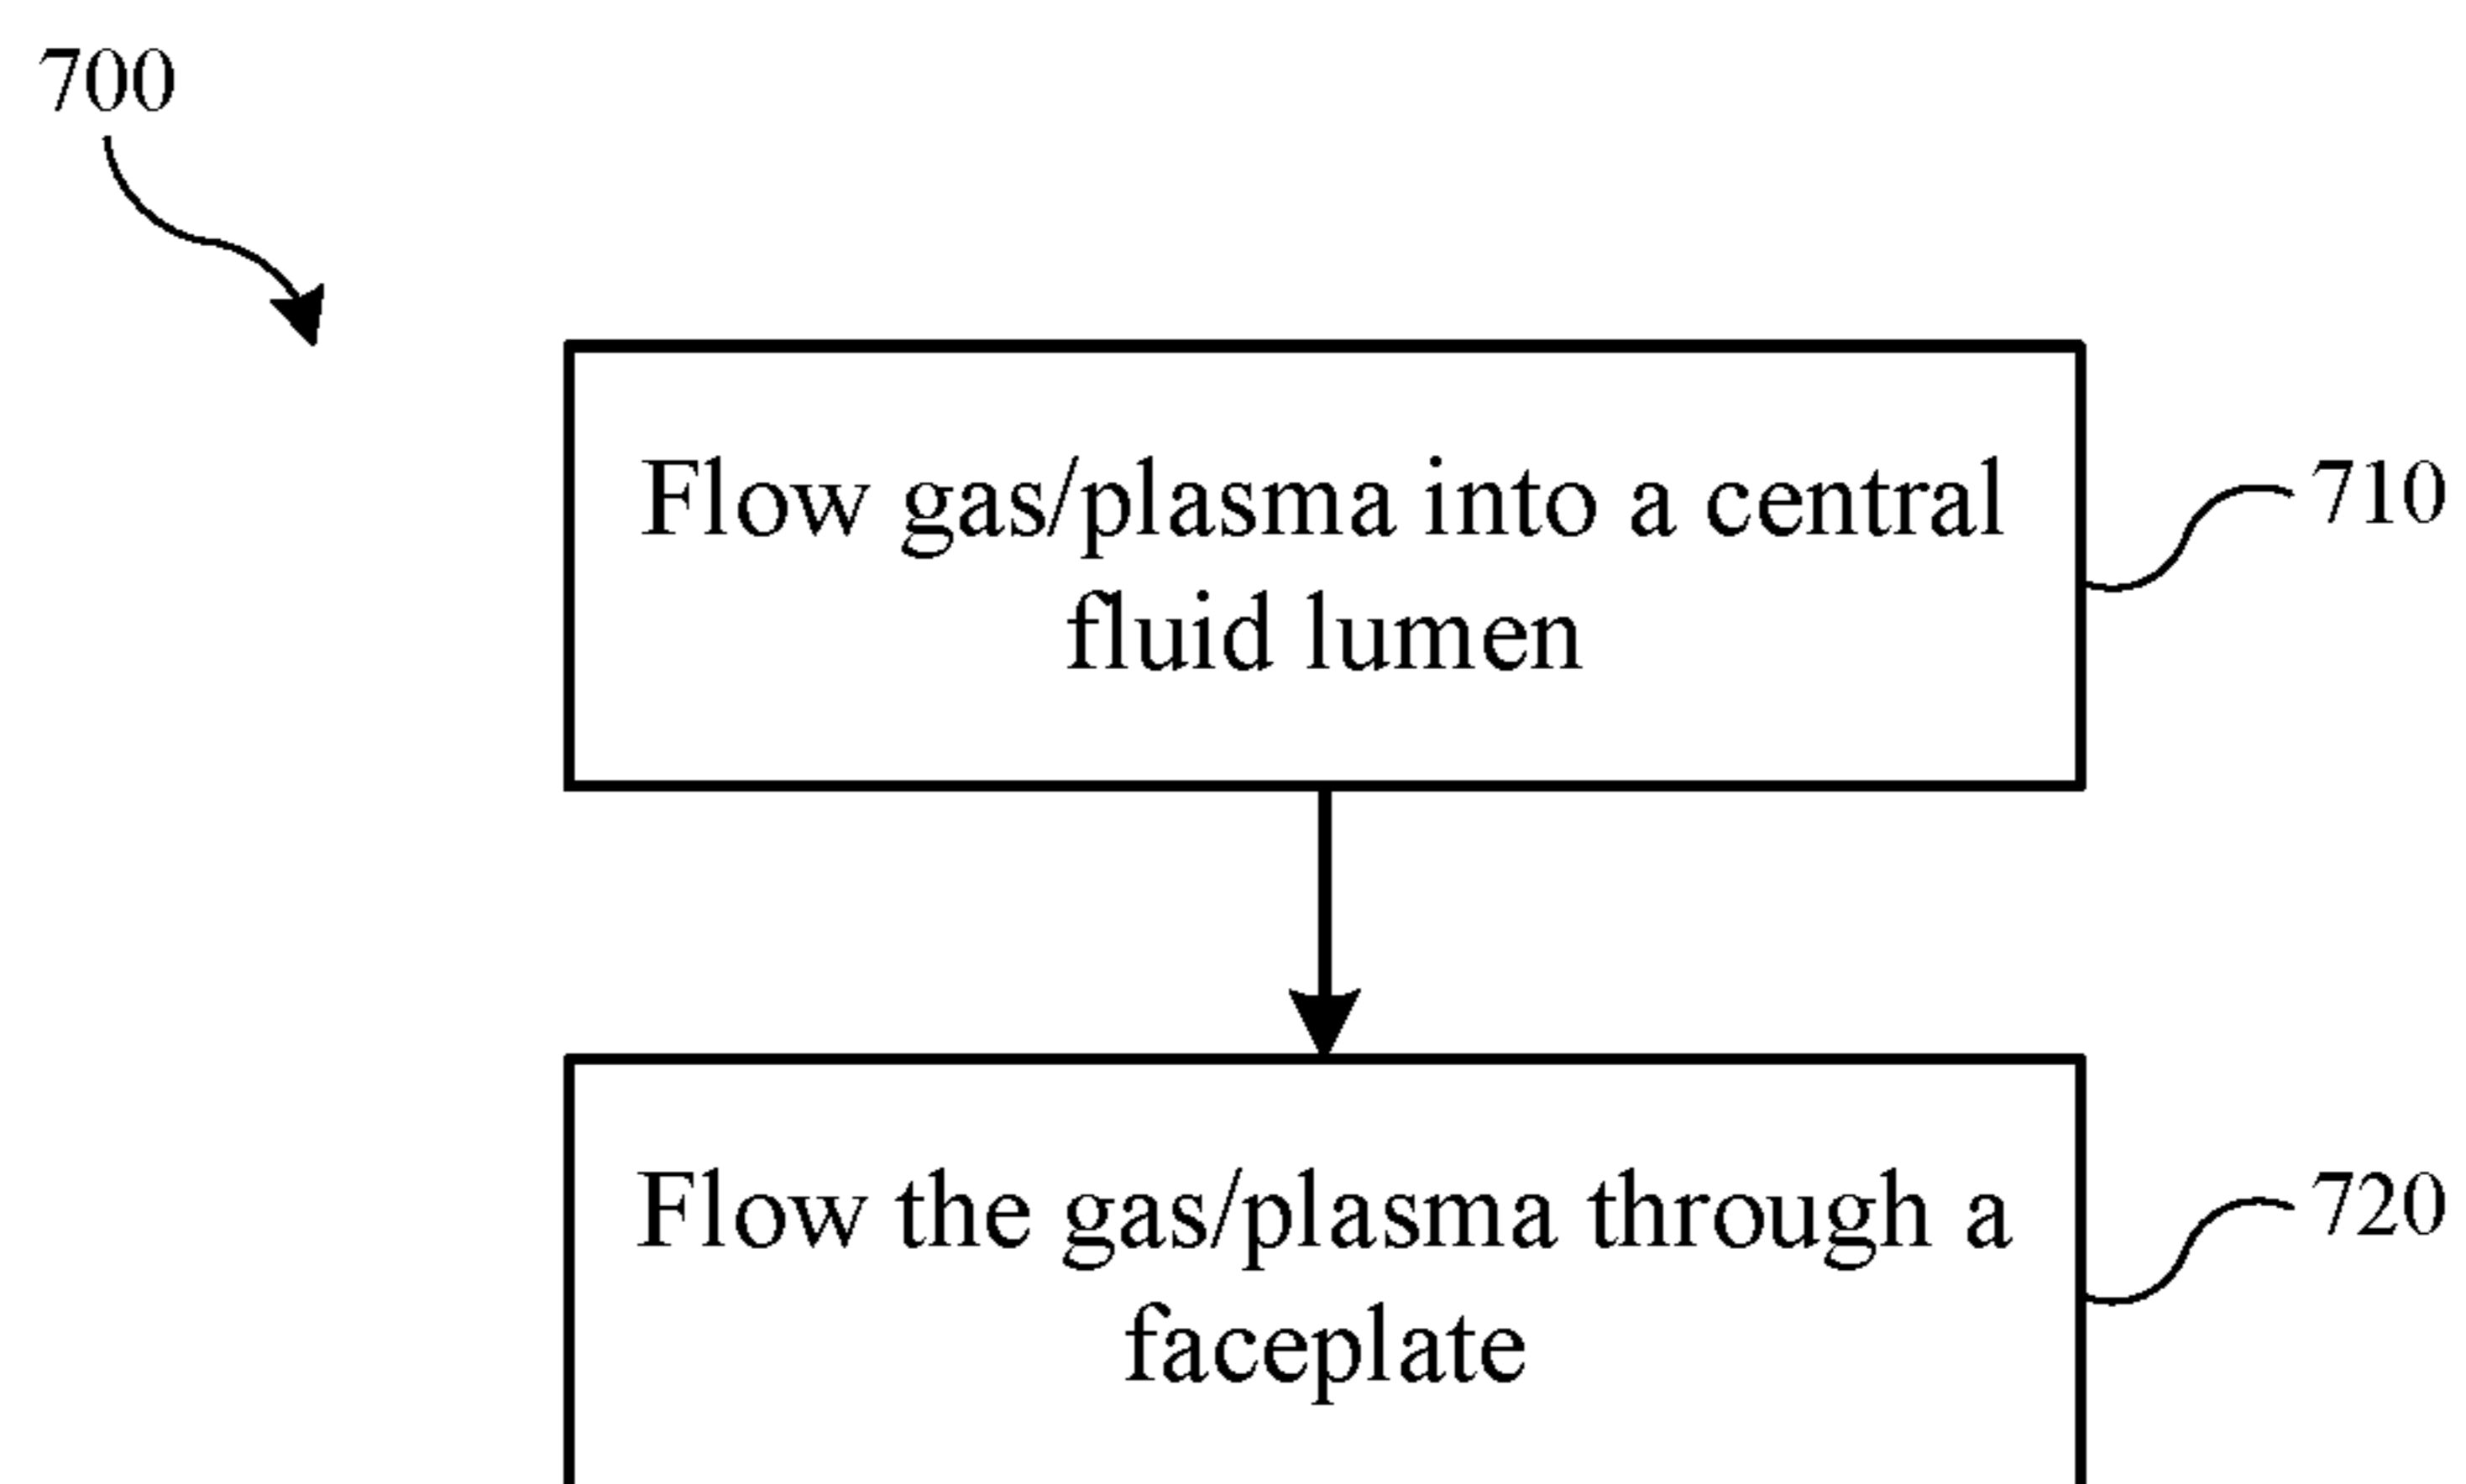 700
Flow gas/plasma into a central
fluid lumen
710
Flow the gas/plasma through a
faceplate
720